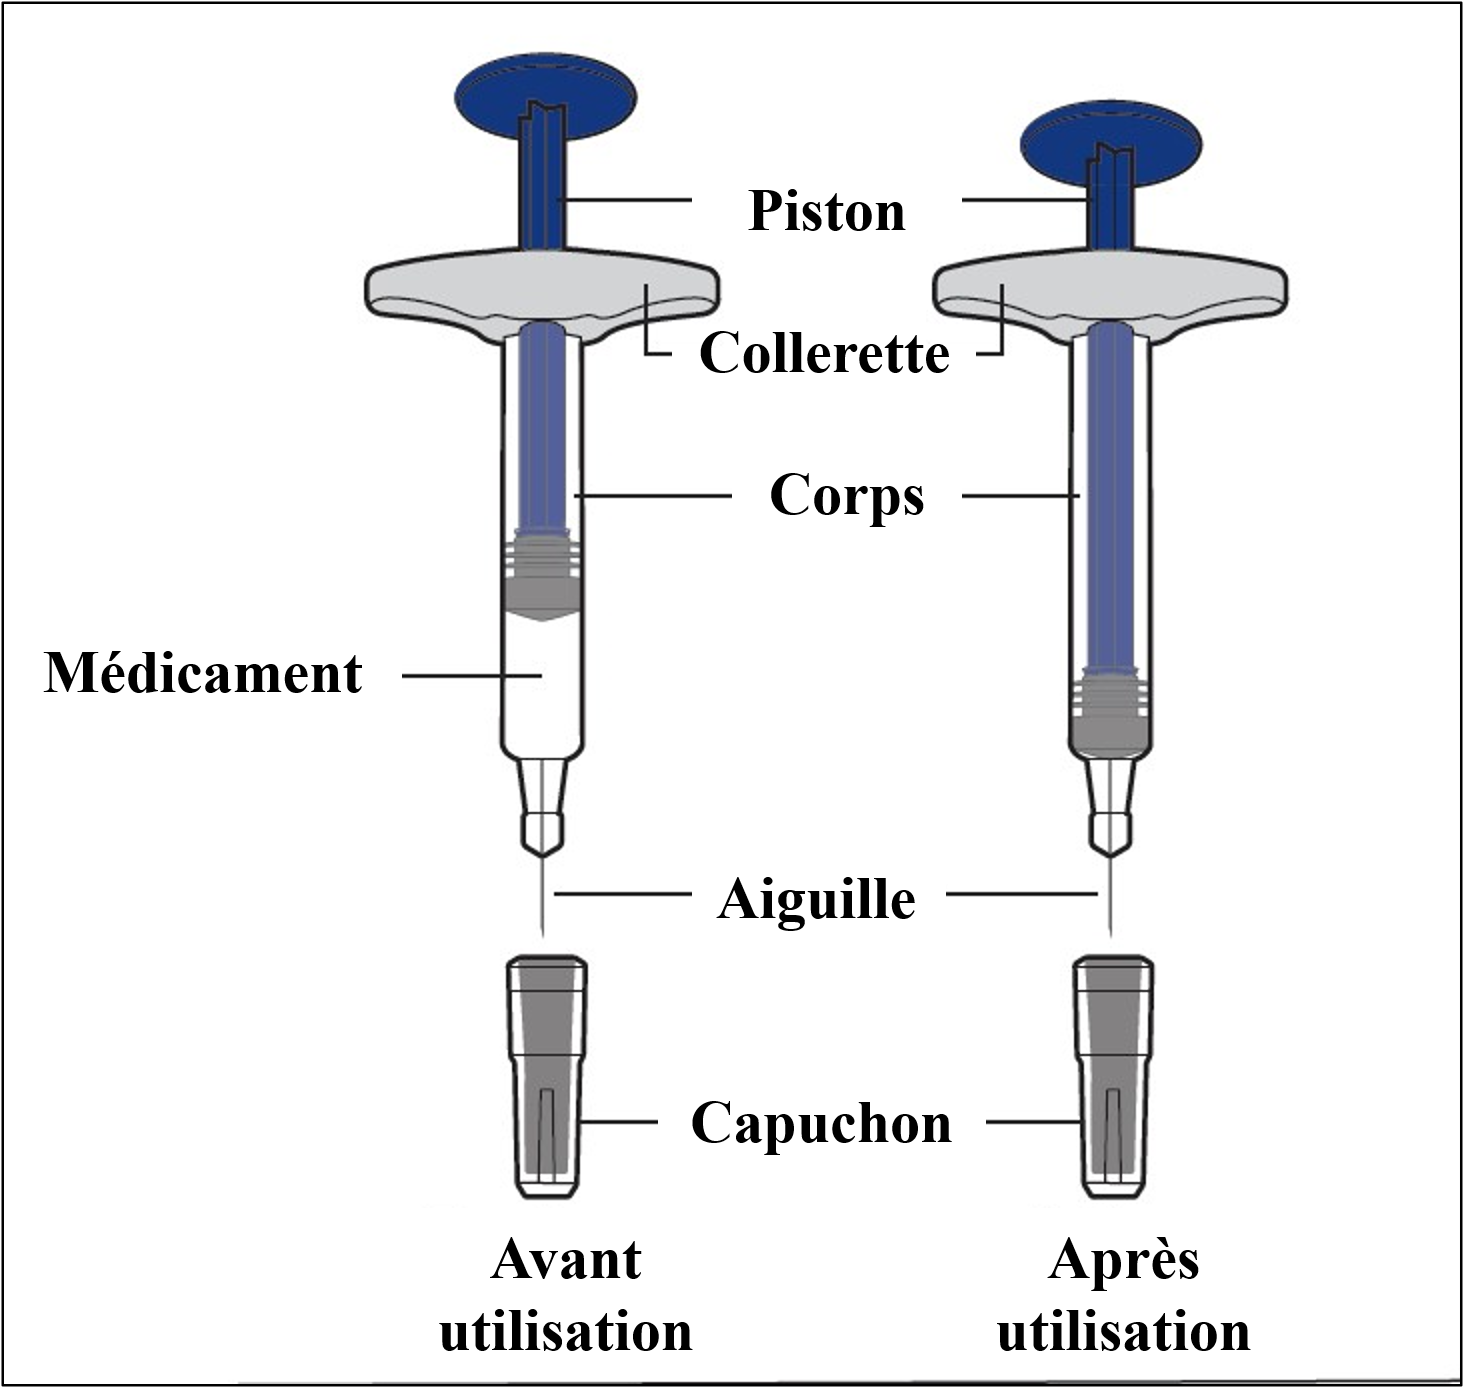 Piston
Collerette
Corps
Médicament
Aiguille
Capuchon
Avant
utilisation
Après
utilisation